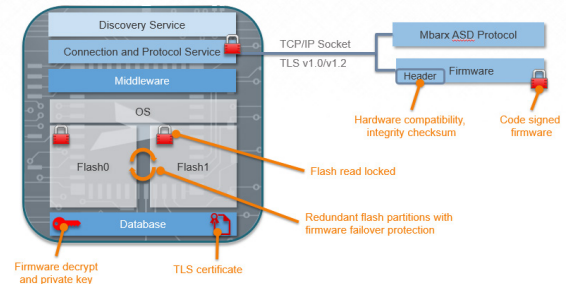 Discovery Service
Connection and Protocol Service
Middleware
OS
Flash0
Flash1
Database
TCP/IP Socket
TLS v1.0/v1.2
Mbarx ASD Protocol
Header
Firmware
Hardware compatibility,
integrity checksum
Code signed
firmware
Flash read locked
Redundant flash partitions with
firmware failover protection
Firmware decrypt
and private key
TLS certificate